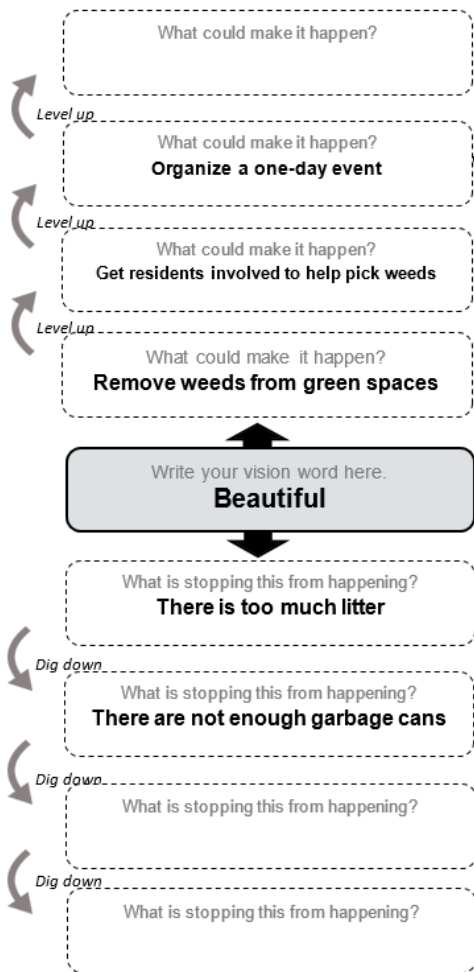 What could make it happen?
Level up
What could make it happen?
Organize a one-day event
Level up
What could make it happen?
Get residents involved to help pick weeds
Level up
What could make it happen?
Remove weeds from green spaces
Write your vision word here.
Beautiful
What is stopping this from happening?
There is too much litter
Dig down
What is stopping this from happening?
There are not enough garbage cans
Dig down
What is stopping this from happening?
Dig down
What is stopping this from happening?